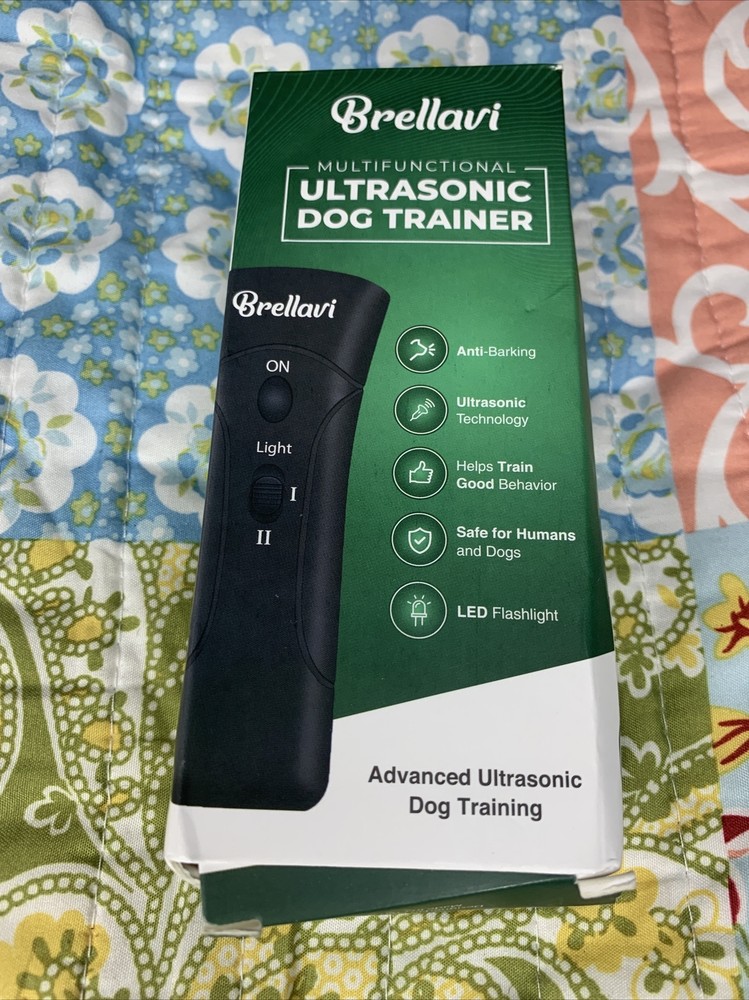 Brellavi
MULTIFUNCTIONAL
ULTRASONIC
DOG TRAINER
Brellavi
ON
Light
I
II
Anti-Barking
Ultrasonic
Technology
Helps Train
Good Behavior
Safe for Humans
and Dogs
LED Flashlight
Advanced Ultrasonic
Dog Training